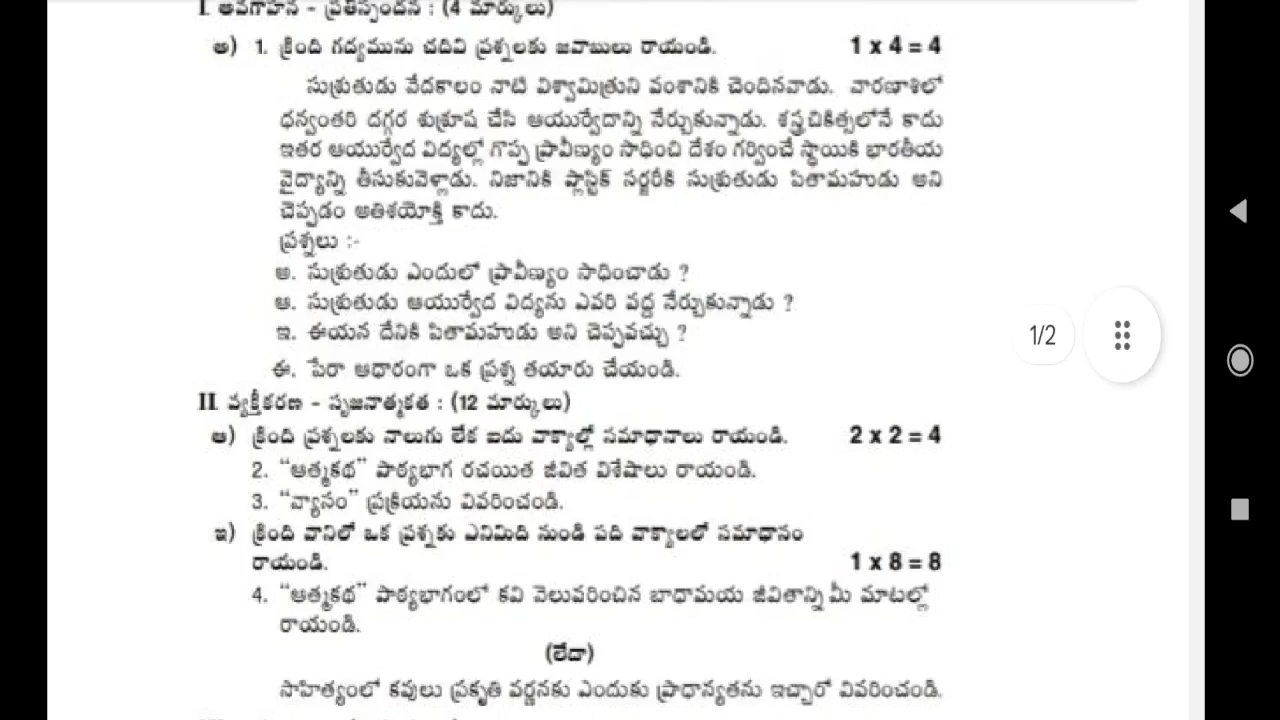 I. అవగాహన - ప్రతిస్పందన : (4 మార్కులు)
అ) 1. క్రింది గద్యమును చదివి ప్రశ్నలకు జవాబులు రాయండి. 1 x 4 = 4
సుశ్రుతుడు వేదకాలం నాటి విశ్వామిత్రుని వంశానికి చెందినవాడు. వారణాశిలో
ధన్వంతరి దగ్గర శుశ్రూష చేసి ఆయుర్వేదాన్ని నేర్చుకున్నాడు. శస్త్రచికిత్సలోనే కాదు
ఇతర ఆయుర్వేద విద్యల్లో గొప్ప ప్రావీణ్యం సాధించి దేశం గర్వించే స్థాయికి భారతీయ
వైద్యాన్ని తీసుకువెళ్లాడు. నిజానికి ప్లాస్టిక్ సర్జరీకి సుశ్రుతుడు పితామహుడు అని
చెప్పడం అతిశయోక్తి కాదు.
ప్రశ్నలు :-
అ. సుశ్రుతుడు ఎందులో ప్రావీణ్యం సాధించాడు ?
ఆ. సుశ్రుతుడు ఆయుర్వేద విద్యను ఎవరి వద్ద నేర్చుకున్నాడు ?
ఇ. ఈయన దేనికి పితామహుడు అని చెప్పవచ్చు ?
ఈ. పేరా ఆధారంగా ఒక ప్రశ్న తయారు చేయండి.
1/2
II. వ్యక్తీకరణ - సృజనాత్మకత : (12 మార్కులు)
అ) క్రింది ప్రశ్నలకు నాలుగు లేక ఐదు వాక్యాల్లో సమాధానాలు రాయండి. 2 x 2 = 4
2. "ఆత్మకథ" పాఠ్యభాగ రచయిత జీవిత విశేషాలు రాయండి.
3. "వ్యాసం" ప్రక్రియను వివరించండి.
ఇ) క్రింది వానిలో ఒక ప్రశ్నకు ఎనిమిది నుండి పది వాక్యాలలో సమాధానం
రాయండి. 1 x 8 = 8
4. "ఆత్మకథ" పాఠ్యభాగంలో కవి వెలువరించిన బాధామయ జీవితాన్ని మీ మాటల్లో
రాయండి.
(లేదా)
సాహిత్యంలో కవులు ప్రకృతి వర్ణనకు ఎందుకు ప్రాధాన్యతను ఇచ్చారో వివరించండి.